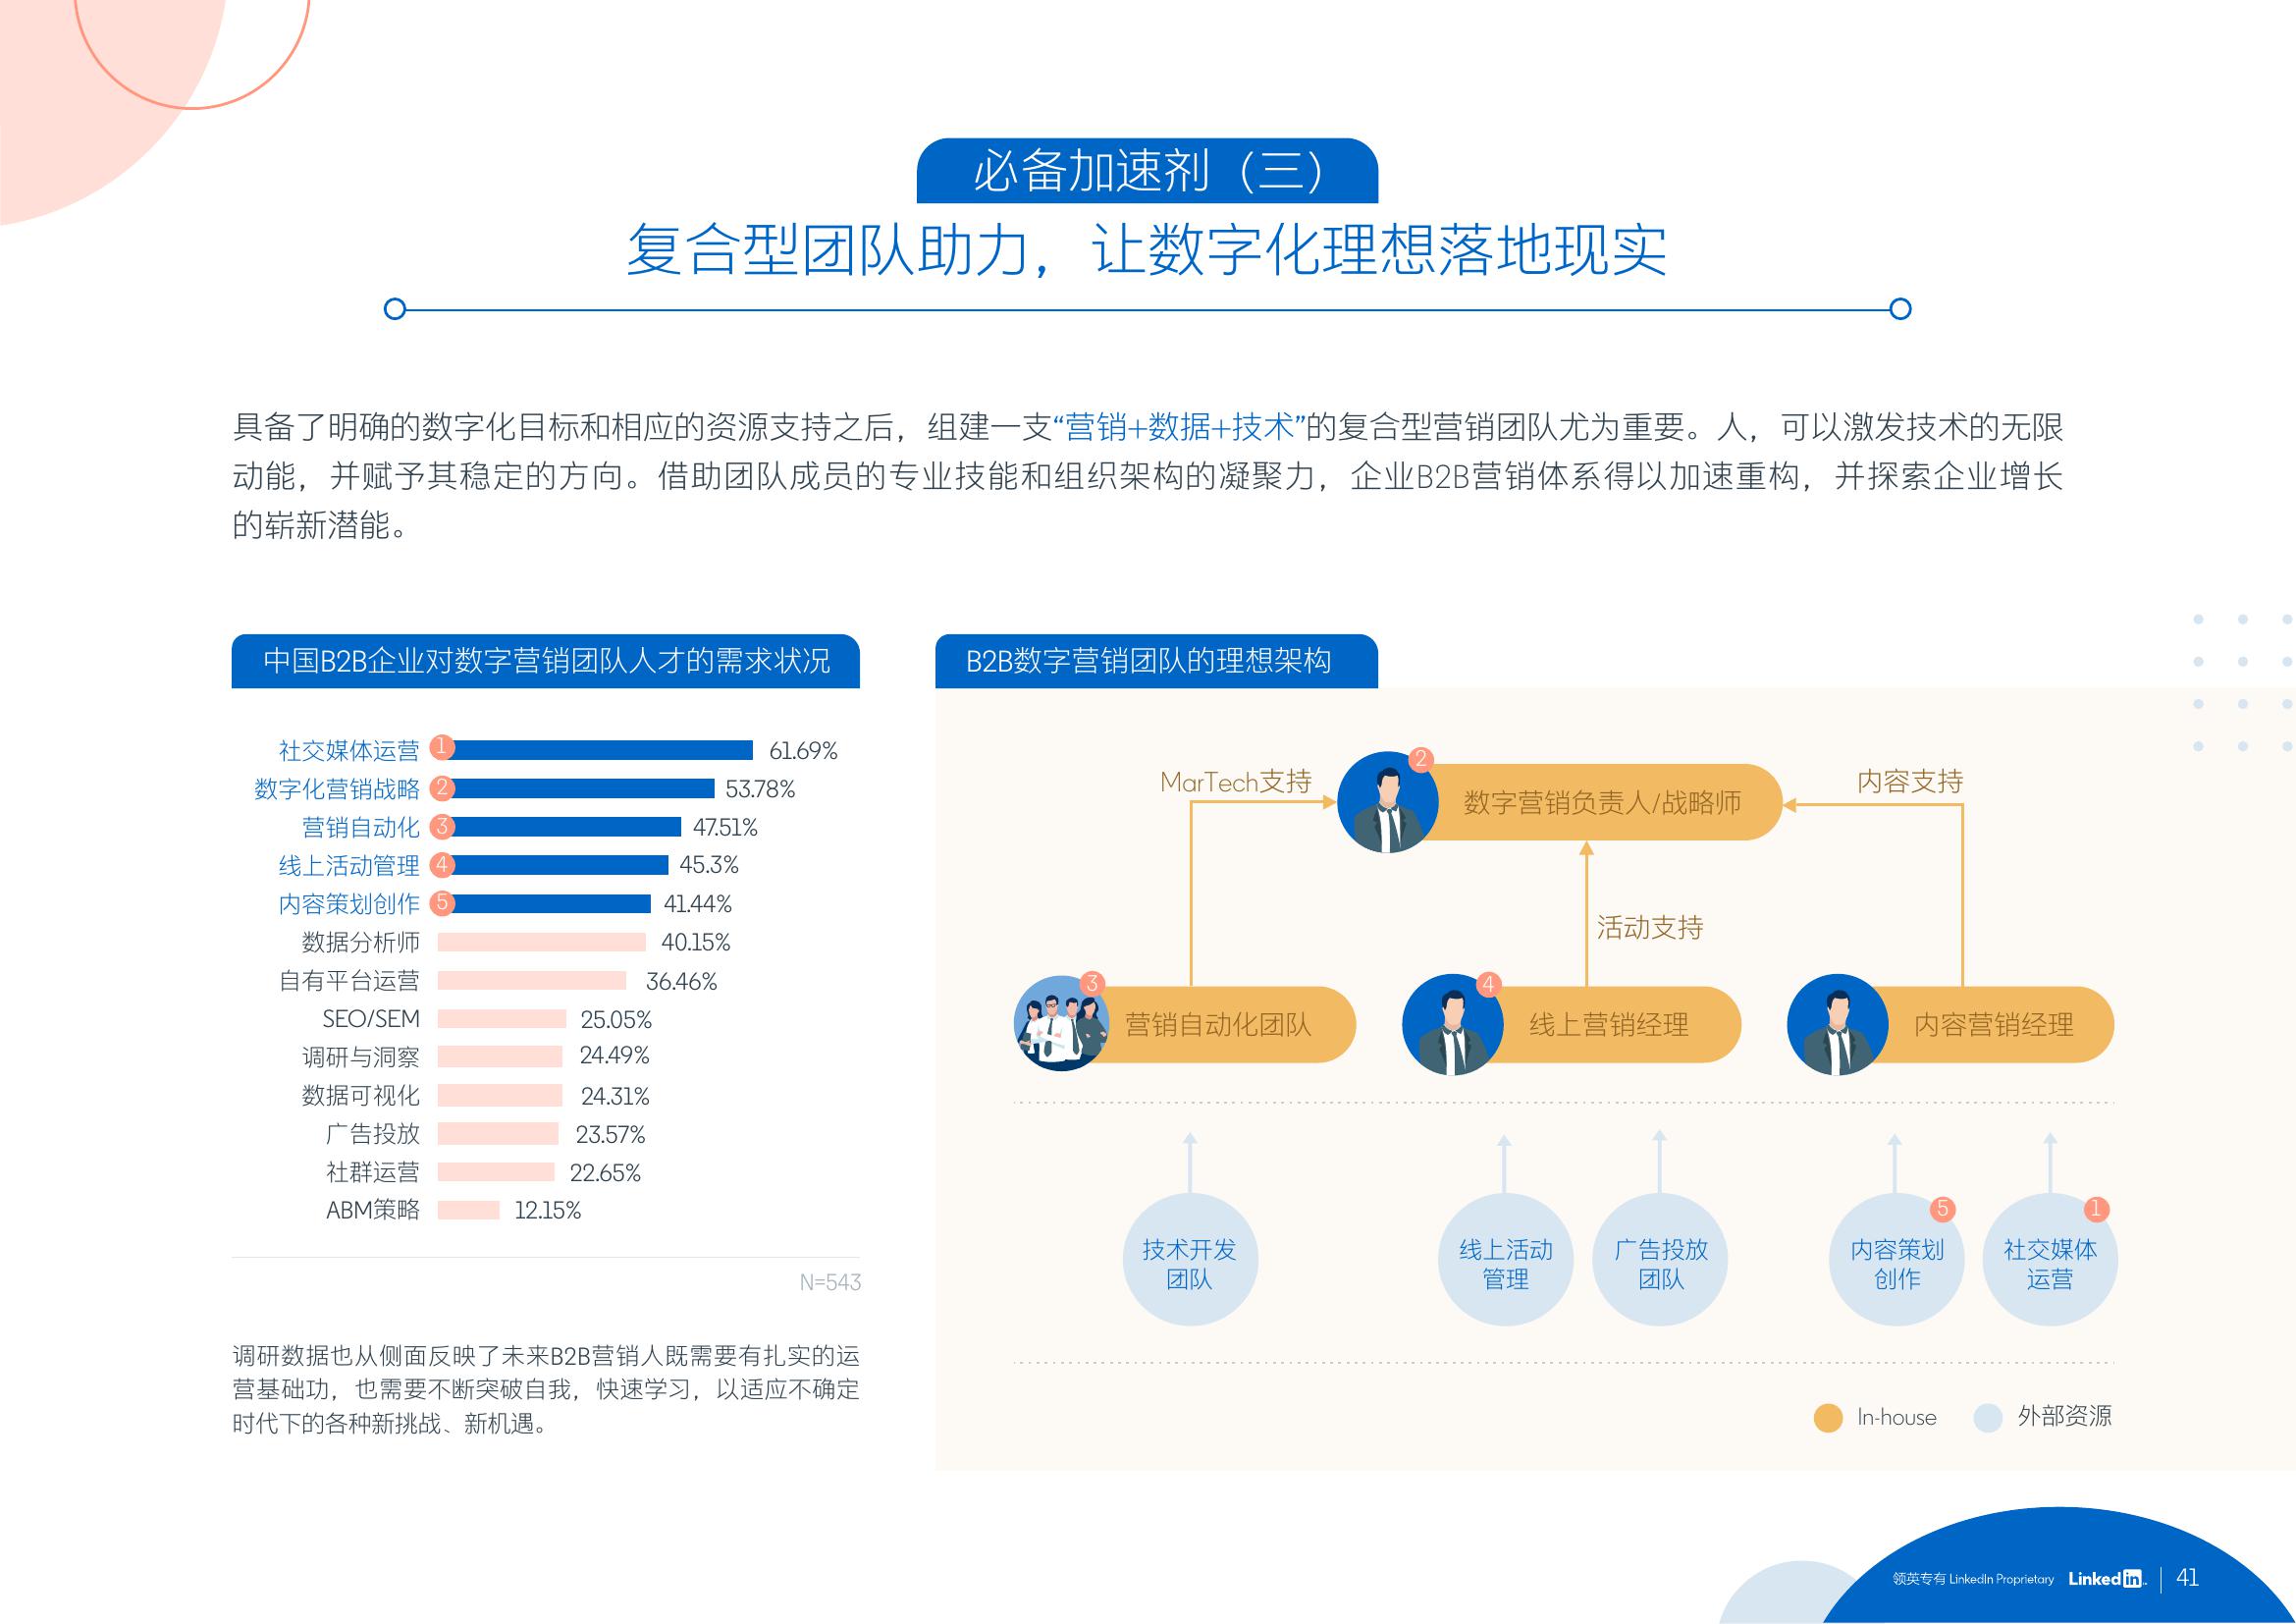 必备加速剂（三）
复合型团队助力，让数字化理想落地现实
具备了明确的数字化目标和相应的资源支持之后，组建一支“营销+数据+技术”的复合型营销团队尤为重要。人，可以激发技术的无限
动能，并赋予其稳定的方向。借助团队成员的专业技能和组织架构的凝聚力，企业B2B营销体系得以加速重构，并探索企业增长
的崭新潜能。
中国B2B企业对数字营销团队人才的需求状况
社交媒体运营 1 61.69%
数字化营销战略 2 53.78%
营销自动化 3 47.51%
线上活动管理 4 45.3%
内容策划创作 5 41.44%
数据分析师 40.15%
自有平台运营 36.46%
SEO/SEM 25.05%
调研与洞察 24.49%
数据可视化 24.31%
广告投放 23.57%
社群运营 22.65%
ABM策略 12.15%
N=543
调研数据也从侧面反映了未来B2B营销人既需要有扎实的运
营基础功，也需要不断突破自我，快速学习，以适应不确定
时代下的各种新挑战、新机遇。
B2B数字营销团队的理想架构
MarTech支持
2
数字营销负责人/战略师
内容支持
活动支持
3
营销自动化团队
4
线上营销经理
内容营销经理
技术开发
团队
线上活动
管理
广告投放
团队
5
内容策划
创作
1
社交媒体
运营
In-house
外部资源
领英专有 LinkedIn Proprietary LinkedIn 41